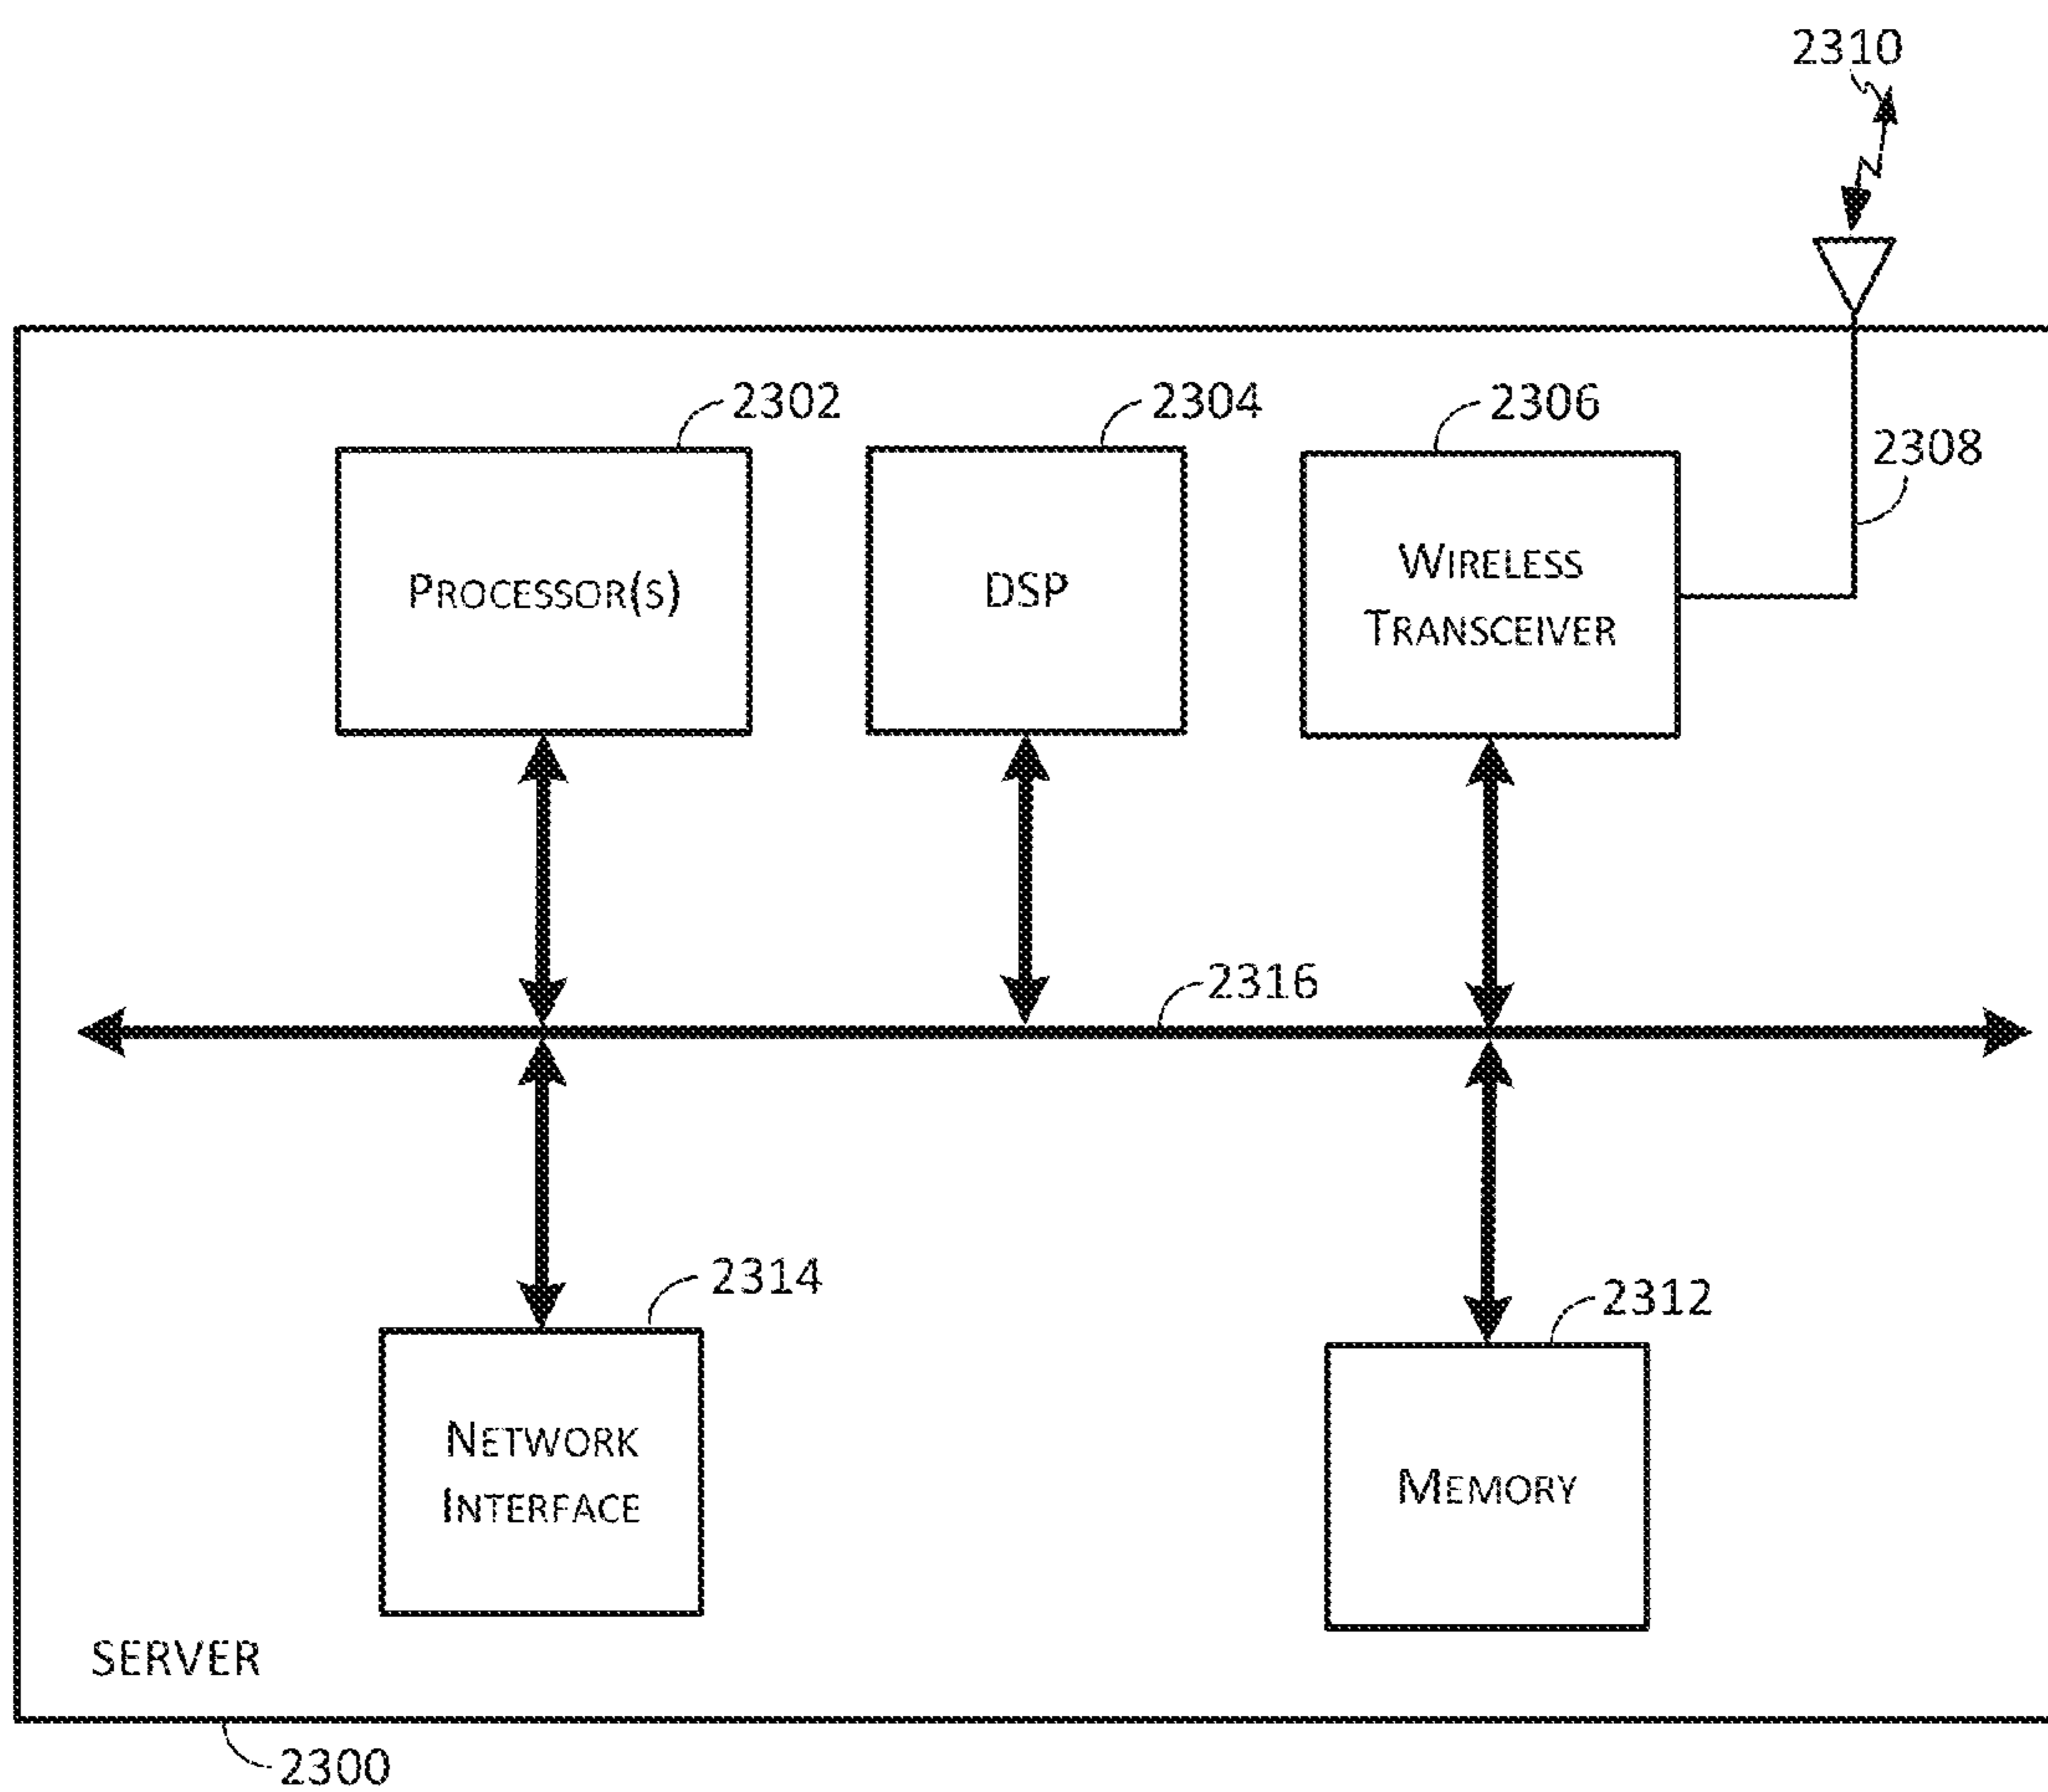 2310
2302
2304
2306
2308
PROCESSOR(S)
DSP
WIRELESS
TRANSCEIVER
2316
2314
2312
NETWORK
INTERFACE
MEMORY
SERVER
2300